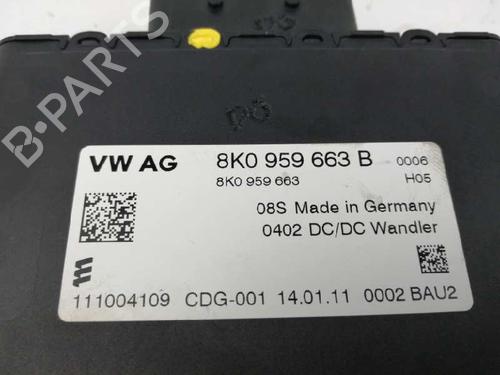 VW AG
8K0 959 663 B
0006
8K0 959 663
H05
08S Made in Germany
0402 DC/DC Wandler
111004109 CDG-001 14.01.11 0002 BAU2
B-PARTS